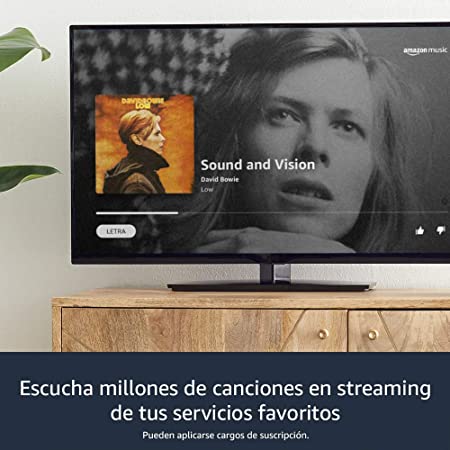 amazon music
DAVID BOWIE
LOW
Sound and Vision
David Bowie
Low
LETRA
Escucha millones de canciones en streaming
de tus servicios favoritos
Pueden aplicarse cargos de suscripción.